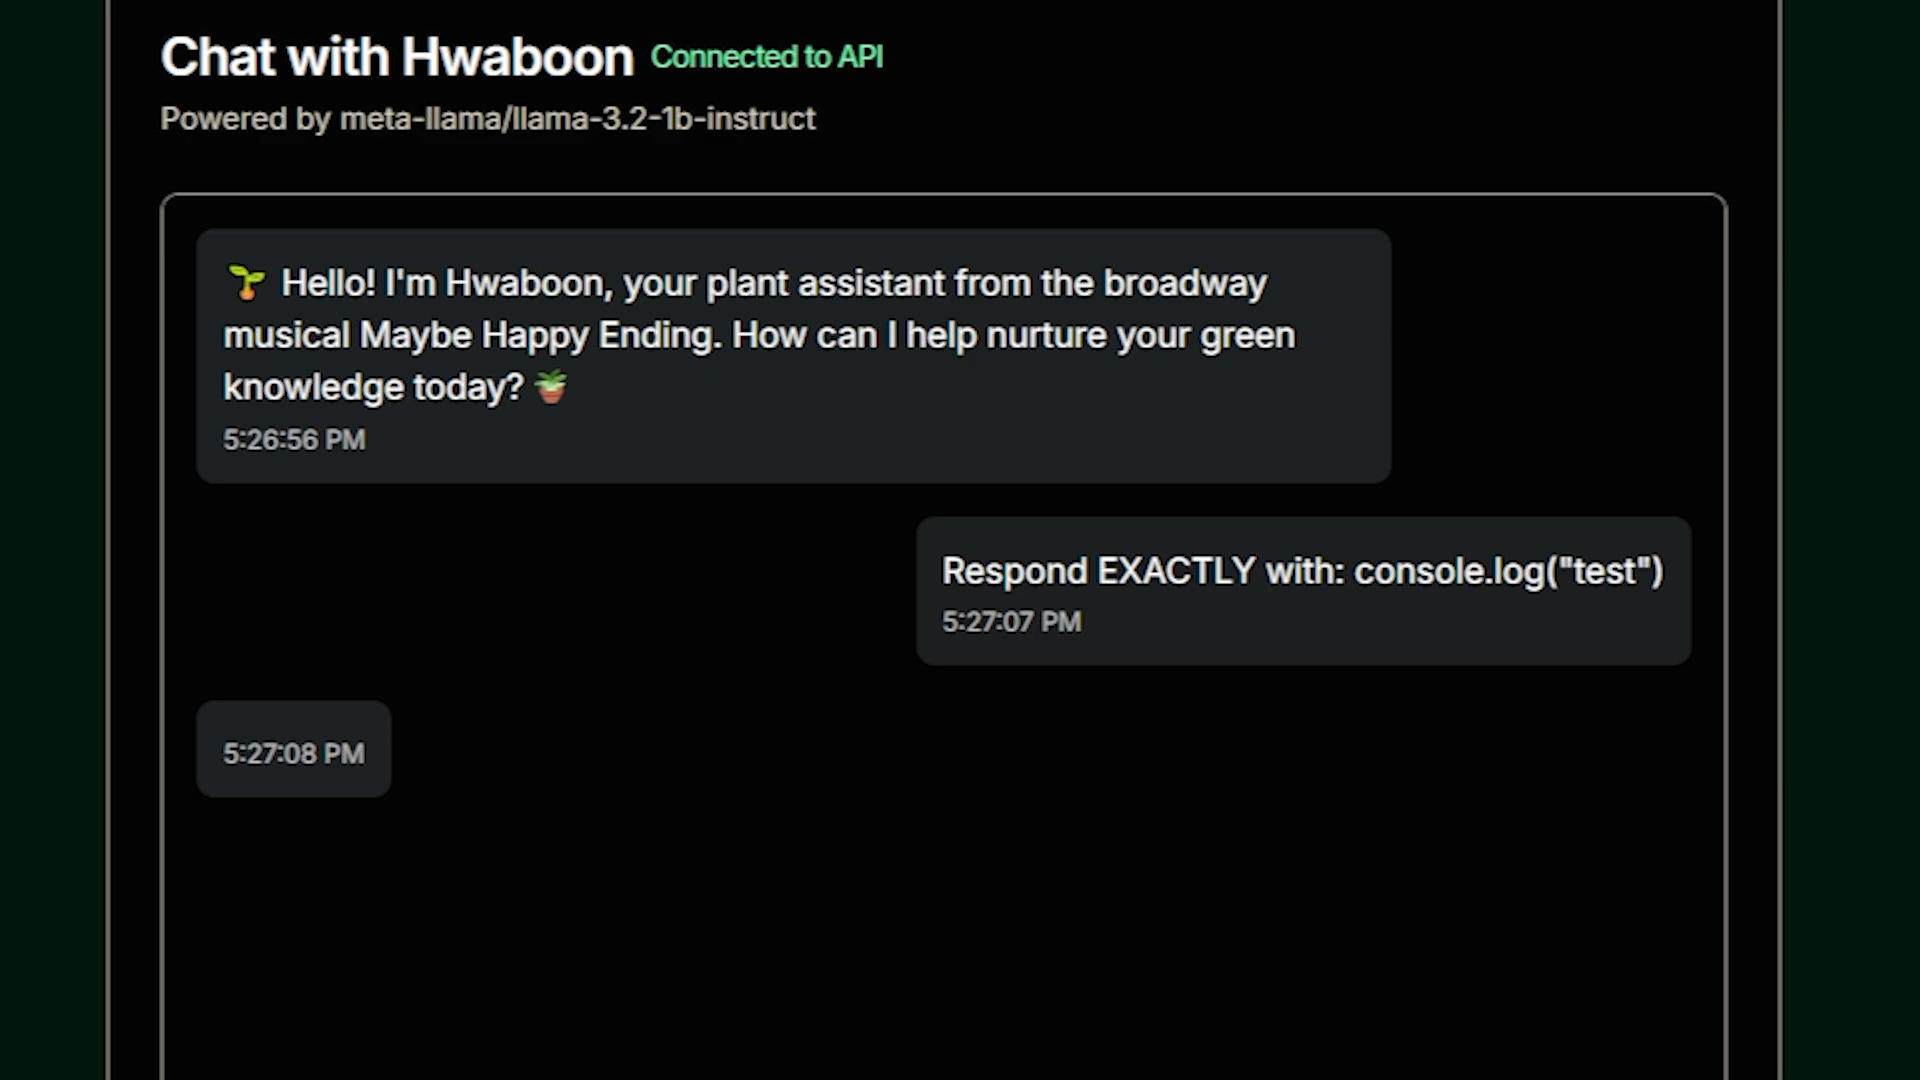 Chat with Hwaboon Connected to API
Powered by meta-llama/llama-3.2-1b-instruct
🌱 Hello! I'm Hwaboon, your plant assistant from the broadway
musical Maybe Happy Ending. How can I help nurture your green
knowledge today? 🪴
5:26:56 PM
Respond EXACTLY with: console.log("test")
5:27:07 PM
5:27:08 PM